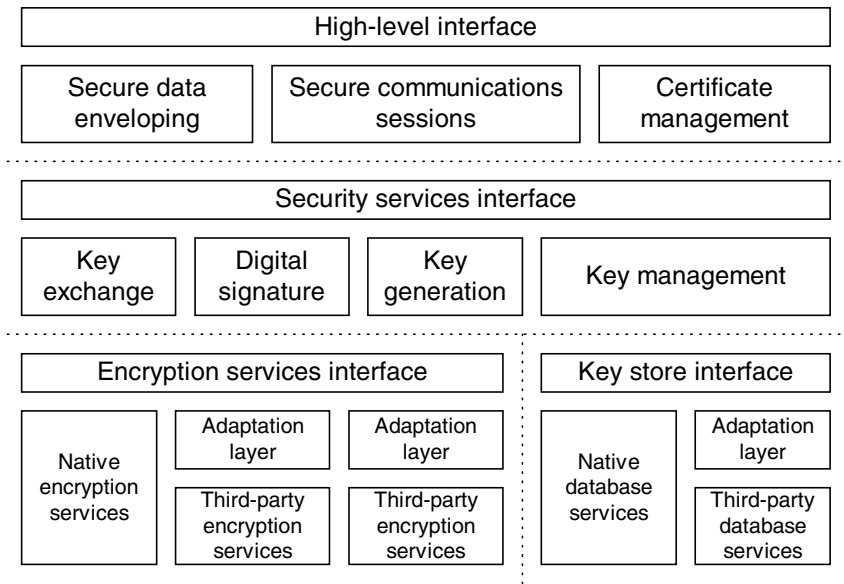 High-level interface
Secure data
enveloping
Secure communications
sessions
Certificate
management
Security services interface
Key
exchange
Digital
signature
Key
generation
Key management
Encryption services interface
Key store interface
Native
encryption
services
Adaptation
layer
Adaptation
layer
Third-party
encryption
services
Third-party
encryption
services
Native
database
services
Adaptation
layer
Third-party
database
services